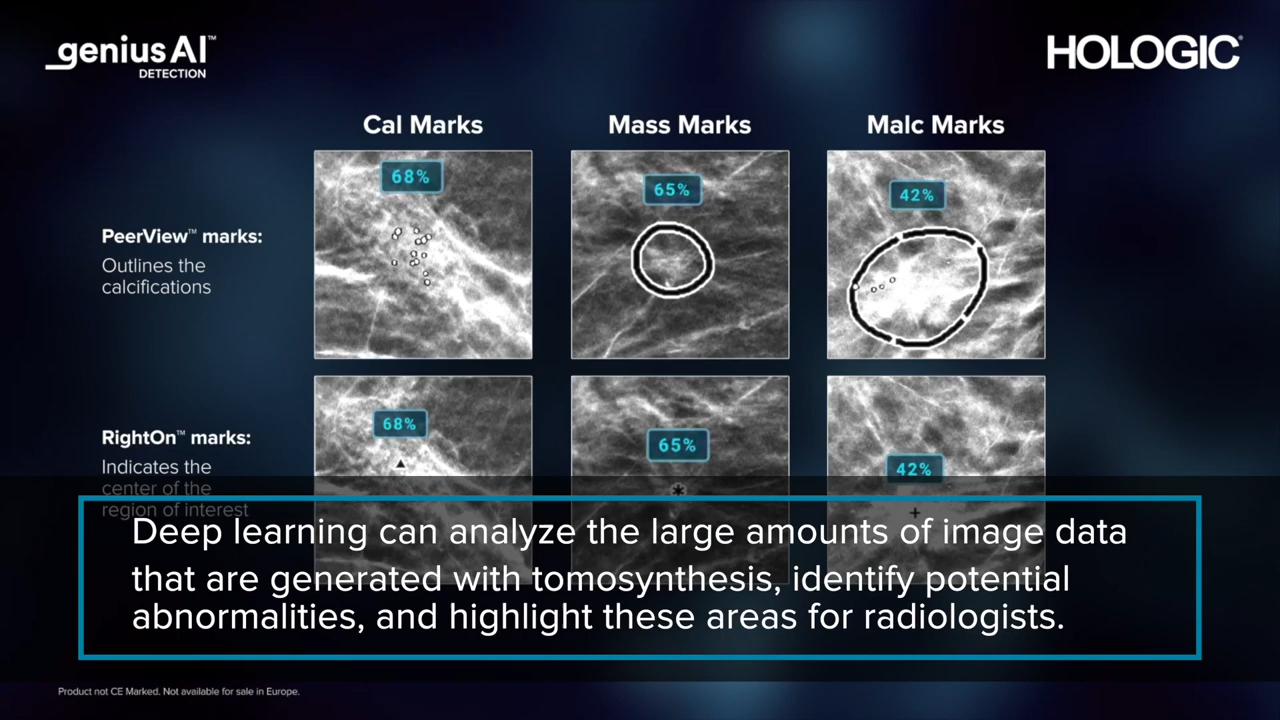 genius AI™
DETECTION
HOLOGIC®
Cal Marks
Mass Marks
Malc Marks
PeerView™ marks:
Outlines the
calcifications
68%
65%
42%
RightOn™ marks:
Indicates the
center of the
region of interest
68%
65%
42%
Deep learning can analyze the large amounts of image data
that are generated with tomosynthesis, identify potential
abnormalities, and highlight these areas for radiologists.
Product not CE Marked. Not available for sale in Europe.